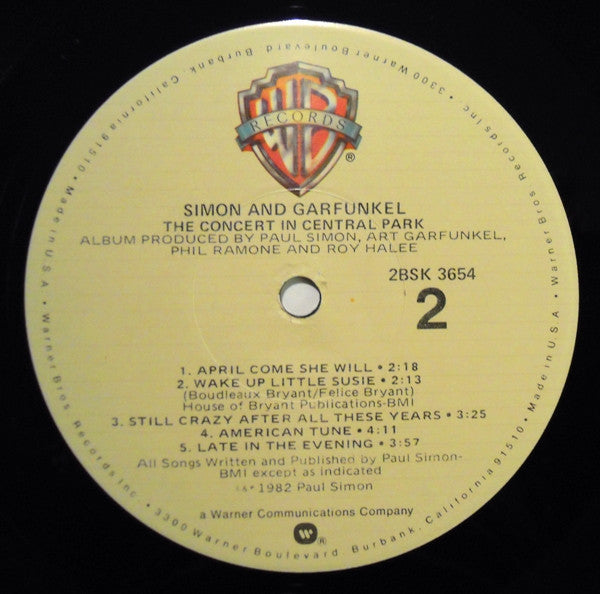 WB
RECORDS
®
SIMON AND GARFUNKEL
THE CONCERT IN CENTRAL PARK
ALBUM PRODUCED BY PAUL SIMON, ART GARFUNKEL,
PHIL RAMONE AND ROY HALEE
2BSK 3654
2
1. APRIL COME SHE WILL • 2:18
2. WAKE UP LITTLE SUSIE • 2:13
(Boudleaux Bryant/Felice Bryant)
House of Bryant Publications-BMI
3. STILL CRAZY AFTER ALL THESE YEARS • 3:25
4. AMERICAN TUNE • 4:11
5. LATE IN THE EVENING • 3:57
All Songs Written and Published by Paul Simon-
BMI except as indicated
1982 Paul Simon
a Warner Communications Company
®
Made in U.S.A. • Warner Bros. Records Inc. • 3300 Warner Boulevard Burbank, California 91510 • Made in U.S.A. • Warner Bros. Records Inc. • 3300 Warner Boulevard Burbank, California 91510 •